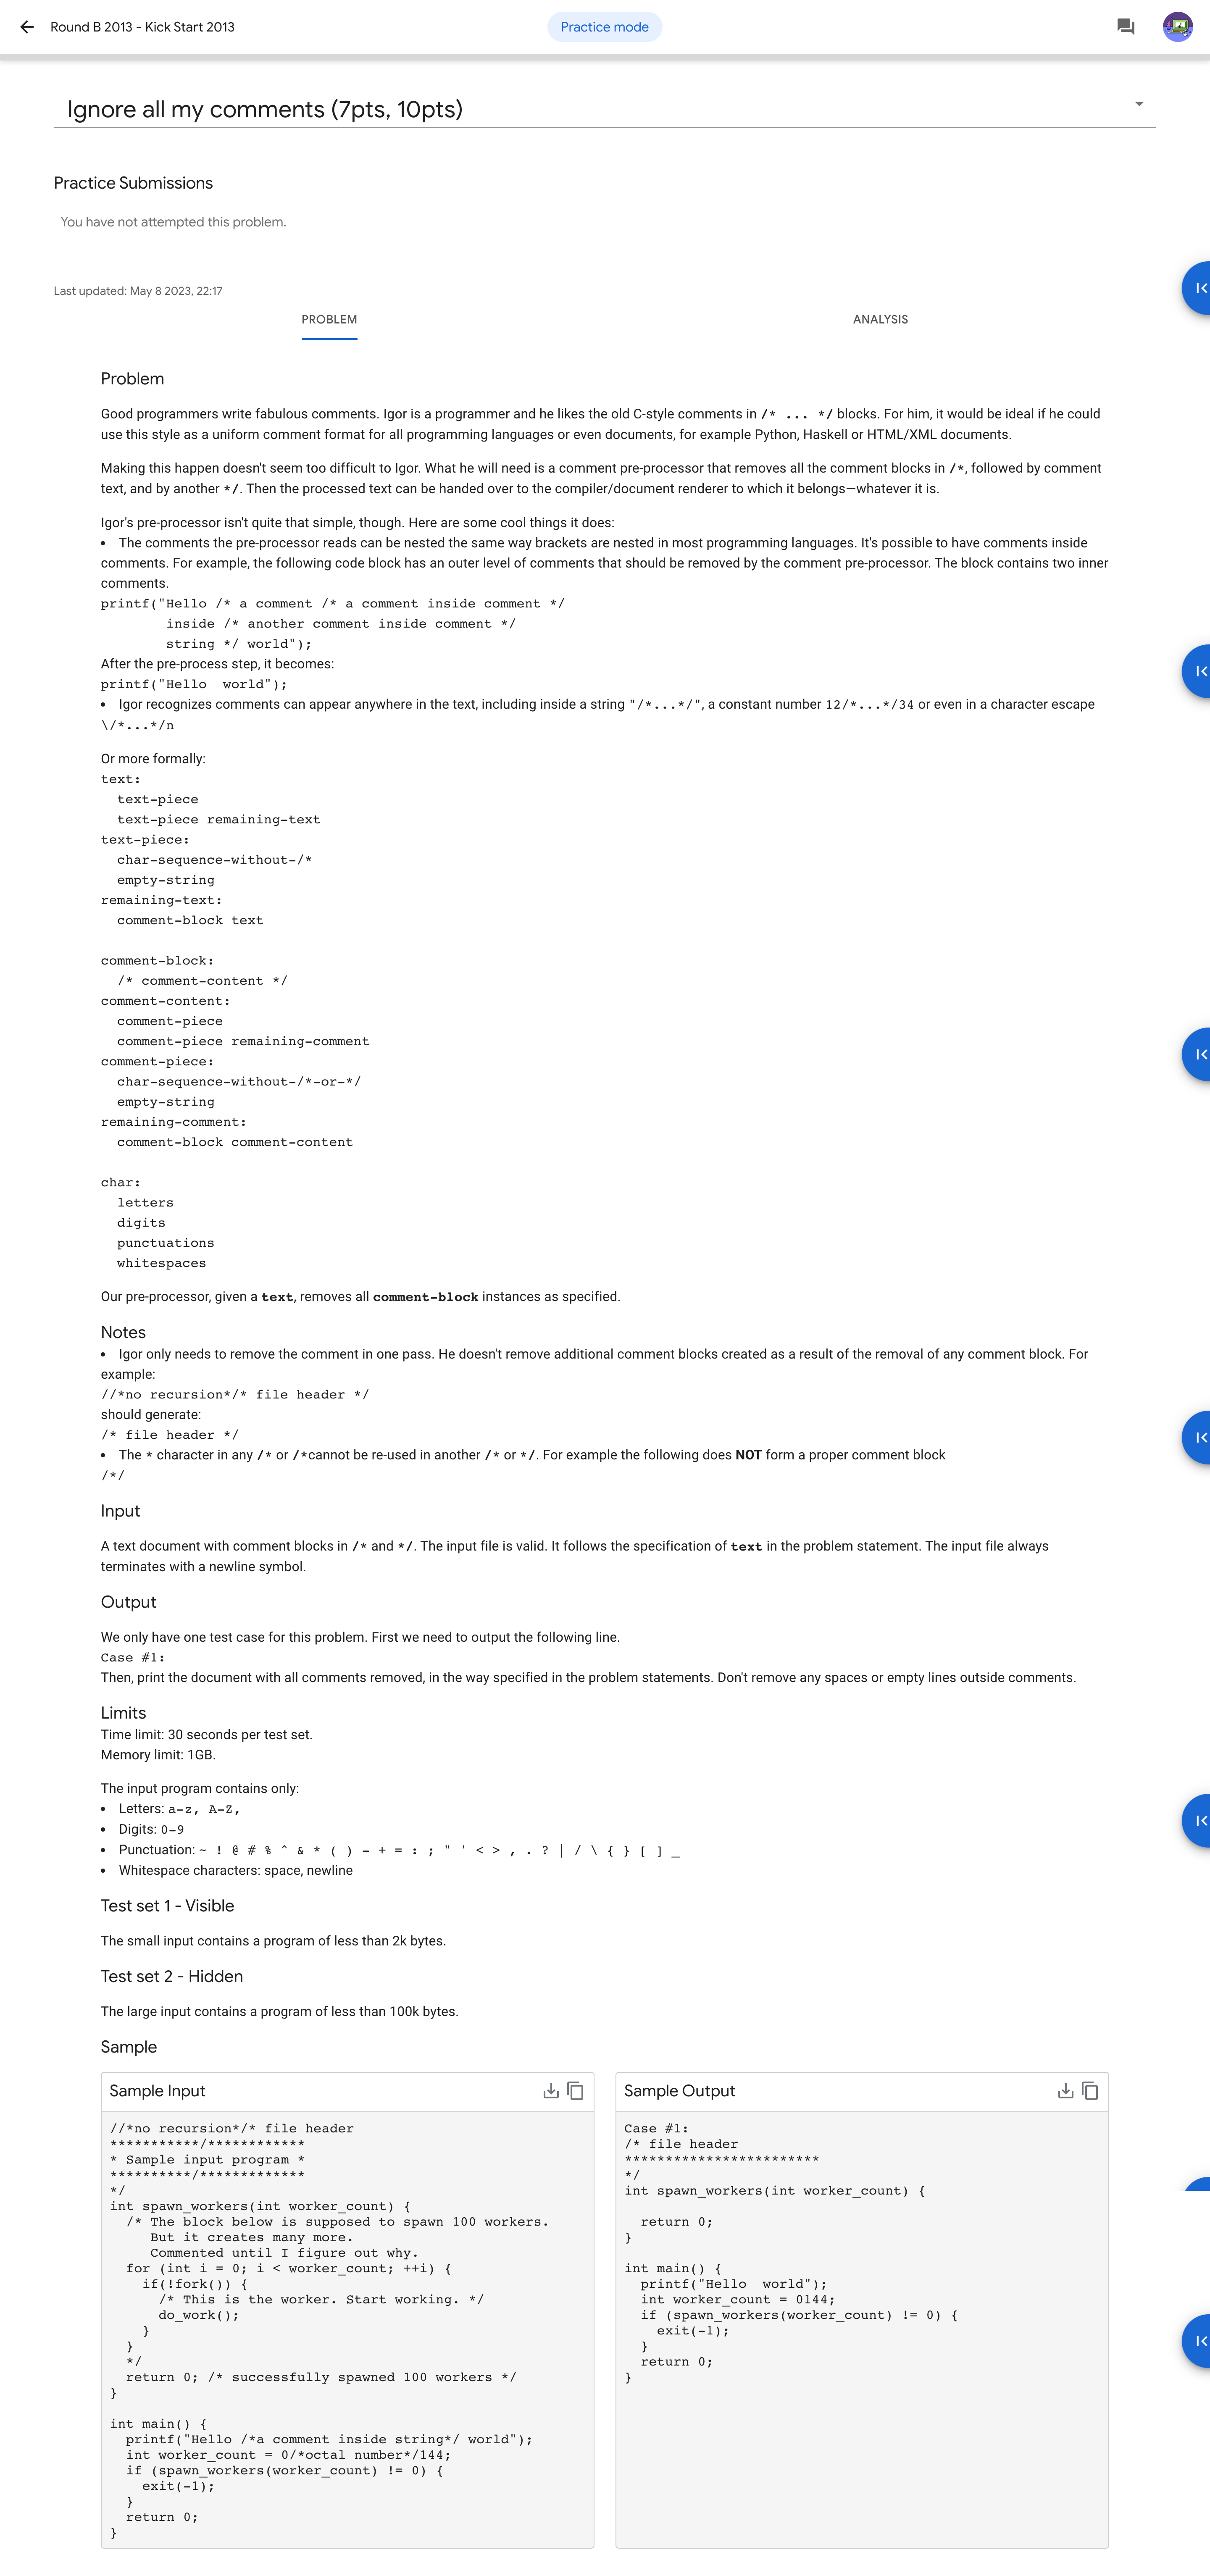 Round B 2013 - Kick Start 2013
Practice mode
Ignore all my comments (7pts, 10pts)
Practice Submissions
You have not attempted this problem.
Last updated: May 8 2023, 22:17
PROBLEM
ANALYSIS
Problem
Good programmers write fabulous comments. Igor is a programmer and he likes the old C-style comments in /* ... */ blocks. For him, it would be ideal if he could
use this style as a uniform comment format for all programming languages or even documents, for example Python, Haskell or HTML/XML documents.
Making this happen doesn't seem too difficult to Igor. What he will need is a comment pre-processor that removes all the comment blocks in /*, followed by comment
text, and by another */. Then the processed text can be handed over to the compiler/document renderer to which it belongs—whatever it is.
Igor's pre-processor isn't quite that simple, though. Here are some cool things it does:
• The comments the pre-processor reads can be nested the same way brackets are nested in most programming languages. It's possible to have comments inside
comments. For example, the following code block has an outer level of comments that should be removed by the comment pre-processor. The block contains two inner
comments.
printf("Hello /* a comment /* a comment inside comment */
        inside /* another comment inside comment */
        string */ world");
After the pre-process step, it becomes:
printf("Hello  world");
• Igor recognizes comments can appear anywhere in the text, including inside a string "/*...*/", a constant number 12/*...*/34 or even in a character escape
\/*...*/n
Or more formally:
text:
  text-piece
  text-piece remaining-text
text-piece:
  char-sequence-without-/*
  empty-string
remaining-text:
  comment-block text
comment-block:
  /* comment-content */
comment-content:
  comment-piece
  comment-piece remaining-comment
comment-piece:
  char-sequence-without-/*-or-*/
  empty-string
remaining-comment:
  comment-block comment-content
char:
  letters
  digits
  punctuations
  whitespaces
Our pre-processor, given a text, removes all comment-block instances as specified.
Notes
• Igor only needs to remove the comment in one pass. He doesn't remove additional comment blocks created as a result of the removal of any comment block. For
example:
//*no recursion*/* file header */
should generate:
/* file header */
• The * character in any /* or /*cannot be re-used in another /* or */. For example the following does NOT form a proper comment block
/*/
Input
A text document with comment blocks in /* and */. The input file is valid. It follows the specification of text in the problem statement. The input file always
terminates with a newline symbol.
Output
We only have one test case for this problem. First we need to output the following line.
Case #1:
Then, print the document with all comments removed, in the way specified in the problem statements. Don't remove any spaces or empty lines outside comments.
Limits
Time limit: 30 seconds per test set.
Memory limit: 1GB.
The input program contains only:
• Letters: a-z, A-Z,
• Digits: 0-9
• Punctuation: ~ ! @ # % ^ & * ( ) - + = : ; " ' < > , . ? | / \ { } [ ] _
• Whitespace characters: space, newline
Test set 1 - Visible
The small input contains a program of less than 2k bytes.
Test set 2 - Hidden
The large input contains a program of less than 100k bytes.
Sample
Sample Input
//*no recursion*/* file header
***********/************
* Sample input program *
**********/*************
*/
int spawn_workers(int worker_count) {
  /* The block below is supposed to spawn 100 workers.
     But it creates many more.
     Commented until I figure out why.
  for (int i = 0; i < worker_count; ++i) {
    if(!fork()) {
      /* This is the worker. Start working. */
      do_work();
    }
  }
  */
  return 0; /* successfully spawned 100 workers */
}
int main() {
  printf("Hello /*a comment inside string*/ world");
  int worker_count = 0/*octal number*/144;
  if (spawn_workers(worker_count) != 0) {
    exit(-1);
  }
  return 0;
}
Sample Output
Case #1:
/* file header
************************
*/
int spawn_workers(int worker_count) {
  return 0;
}
int main() {
  printf("Hello  world");
  int worker_count = 0144;
  if (spawn_workers(worker_count) != 0) {
    exit(-1);
  }
  return 0;
}